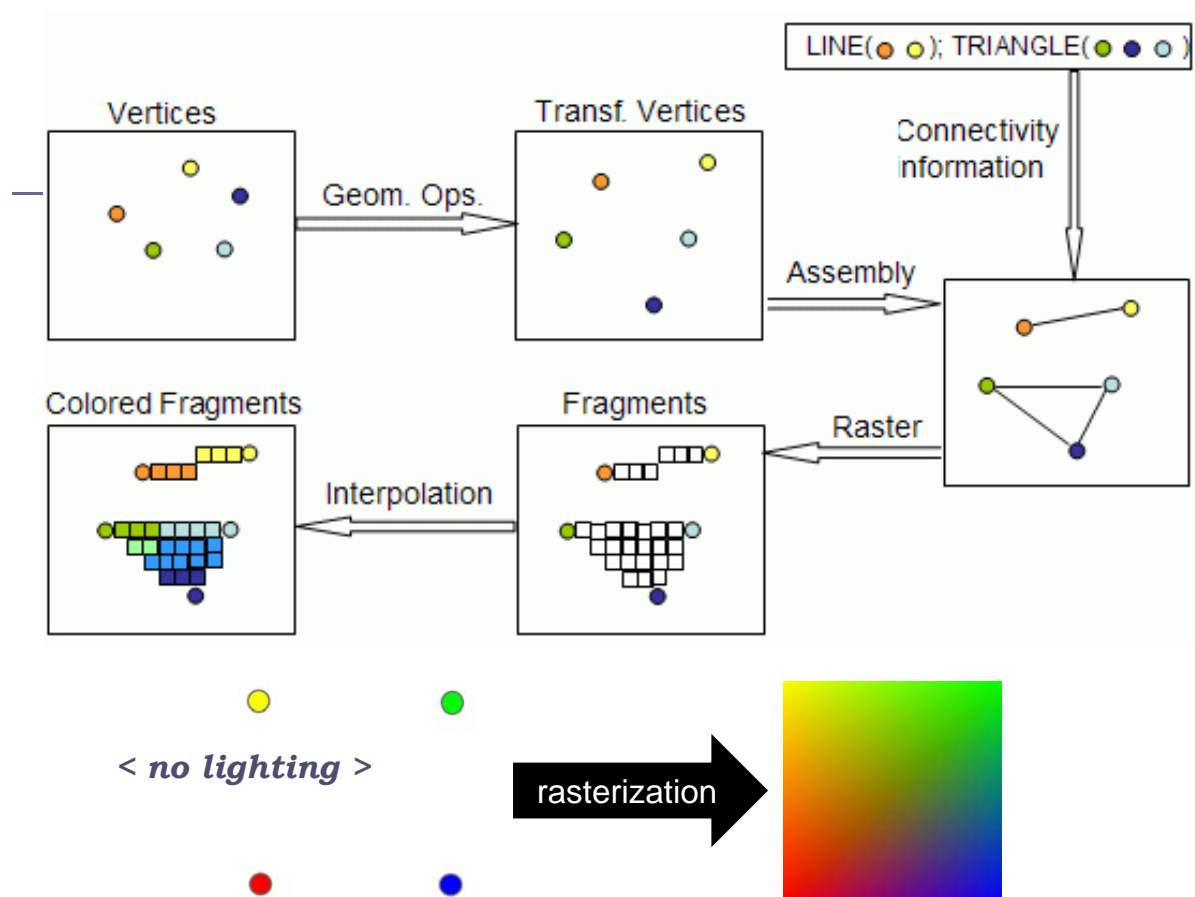 LINE( ); TRIANGLE( )
Vertices
Transf. Vertices
Connectivity
information
Geom. Ops.
Assembly
Colored Fragments
Fragments
Raster
Interpolation
< no lighting >
rasterization